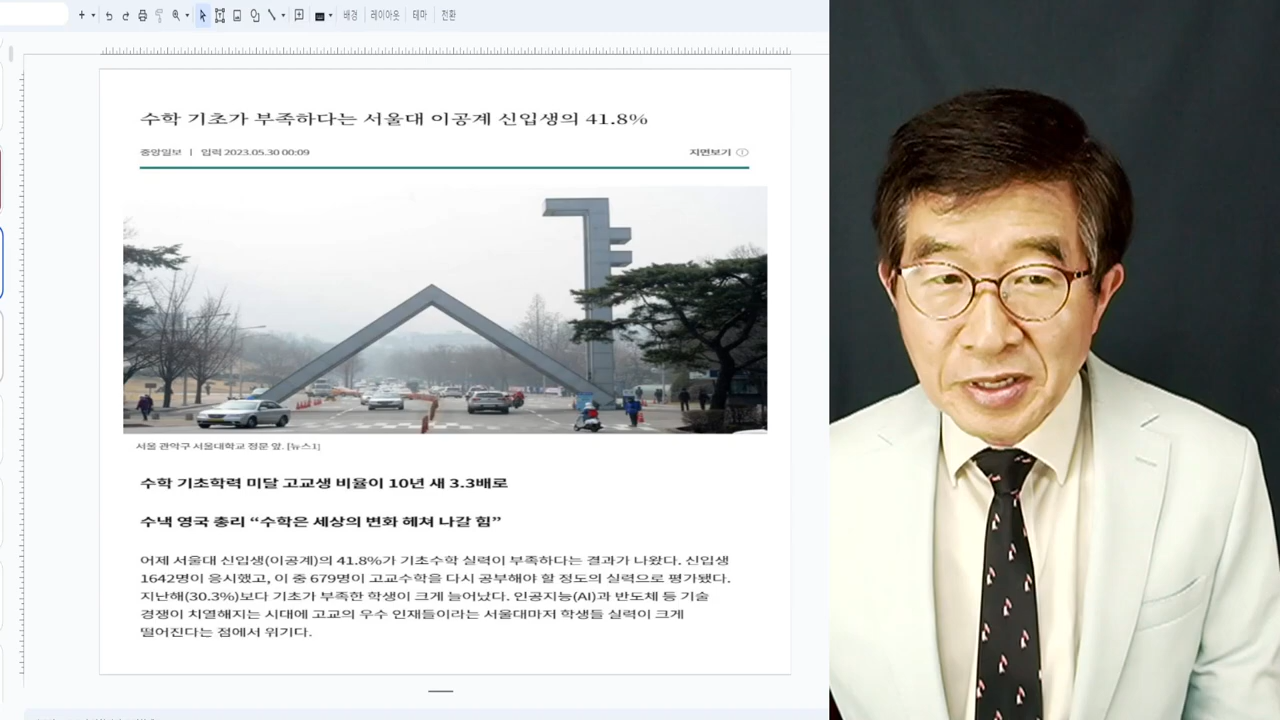 배경 레이아웃 테마 전환
수학 기초가 부족하다는 서울대 이공계 신입생의 41.8%
중앙일보 | 입력 2023.05.30 00:09 지면보기
서울 관악구 서울대학교 정문 앞. [뉴스1]
수학 기초학력 미달 고교생 비율이 10년 새 3.3배로
수낵 영국 총리 “수학은 세상의 변화 헤쳐 나갈 힘”
어제 서울대 신입생(이공계)의 41.8%가 기초수학 실력이 부족하다는 결과가 나왔다. 신입생
1642명이 응시했고, 이 중 679명이 고교수학을 다시 공부해야 할 정도의 실력으로 평가됐다.
지난해(30.3%)보다 기초가 부족한 학생이 크게 늘어났다. 인공지능(AI)과 반도체 등 기술
경쟁이 치열해지는 시대에 고교의 우수 인재들이라는 서울대마저 학생들 실력이 크게
떨어진다는 점에서 위기다.